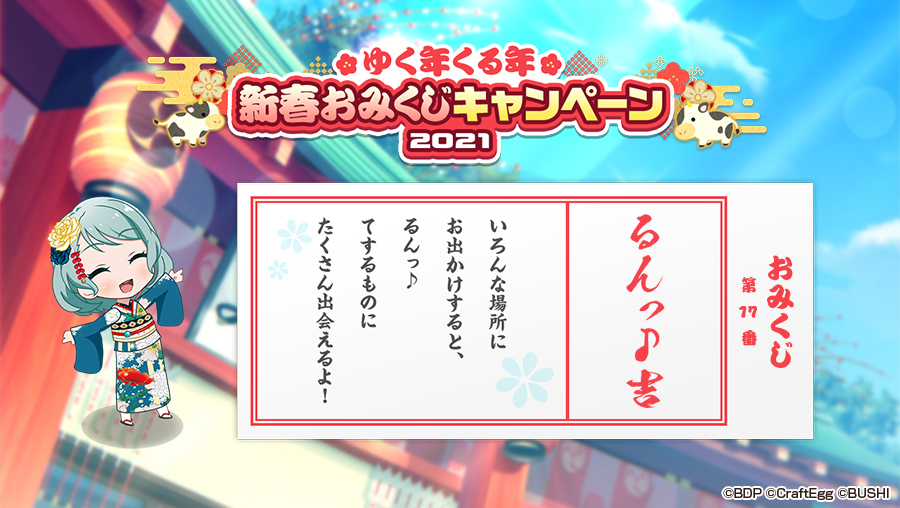 ゆく年くる年
新春おみくじキャンペーン
2021
おみくじ
第17番
るんっ♪吉
いろんな場所に
お出かけすると、
るんっ♪
てするものに
たくさん出会えるよ!
©BDP ©CraftEgg ©BUSHI